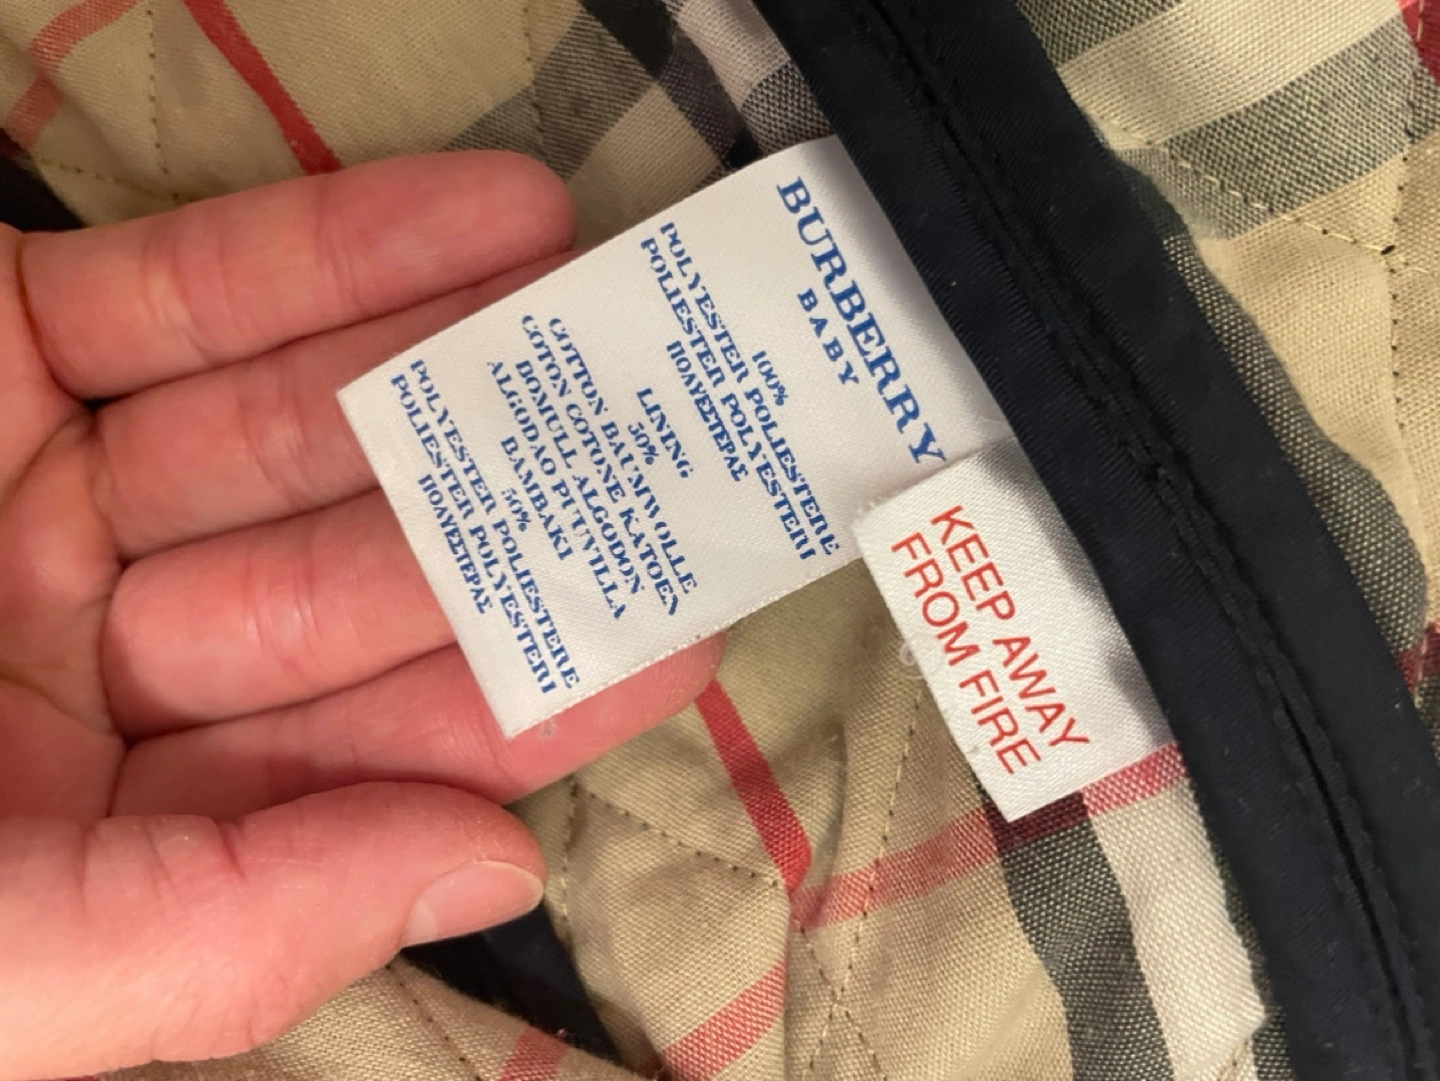 BURBERRY
BABY
100%
POLYESTER POLIESTERE
POLIESTER POLYESTERI
ΠΟΛΥΕΣΤΕΡΑΣ
LINING
50%
COTTON BAUMWOLLE
COTON COTONE KATOEN
BOMULL ALGODON
ALGODAO PUUVILLA
BAMBAKI
50%
POLYESTER POLIESTERE
POLIESTER POLYESTERI
ΠΟΛΥΕΣΤΕΡΑΣ
KEEP AWAY
FROM FIRE